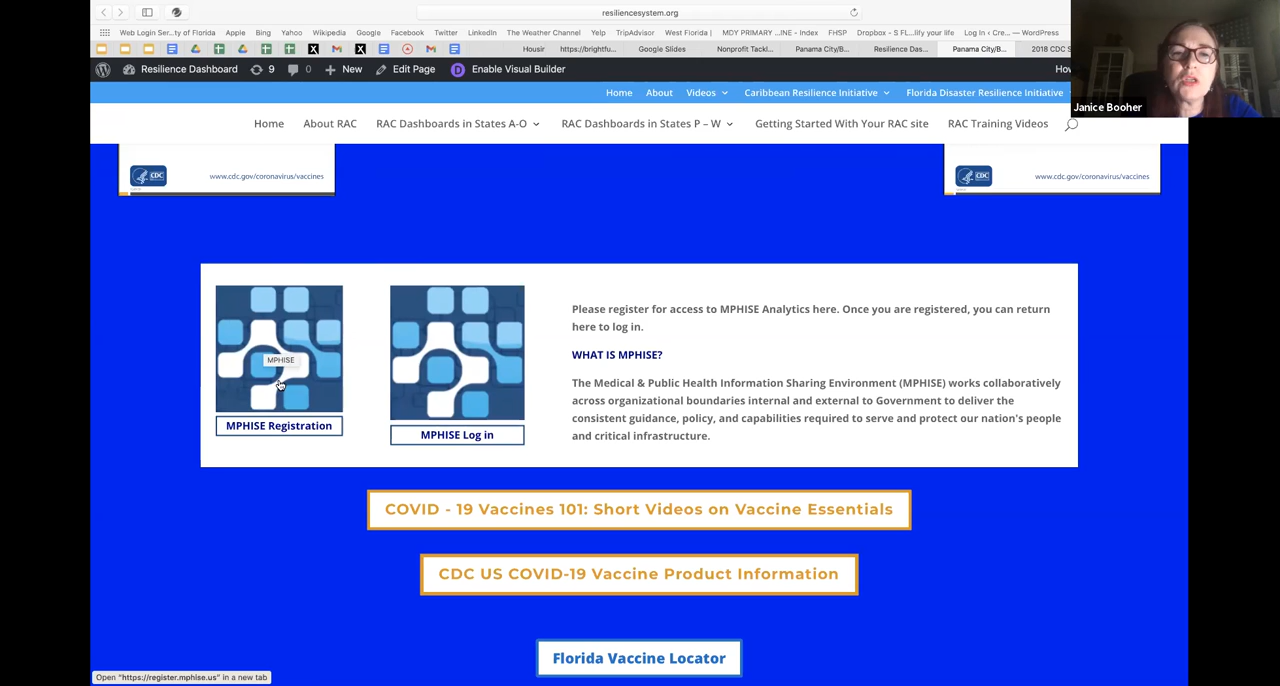 resiliencesystem.org
Web Login Ser...ty of Florida Apple Bing Yahoo Wikipedia Google Facebook Twitter LinkedIn The Weather Channel Yelp TripAdvisor West Florida | MDY PRIMARY ...INE - Index FHSP Dropbox - S FL...lify your life Log In ‹ Cre... — WordPress
Housir https://brightfu... Google Slides Nonprofit Tackl... Panama City/B... Resilience Das... Panama City/B... 2018 CDC S
Resilience Dashboard 9 0 New Edit Page D Enable Visual Builder How
Home About Videos Caribbean Resilience Initiative Florida Disaster Resilience Initiative
Janice Booher
Home About RAC RAC Dashboards in States A-O RAC Dashboards in States P – W Getting Started With Your RAC site RAC Training Videos
CDC www.cdc.gov/coronavirus/vaccines CDC www.cdc.gov/coronavirus/vaccines
Please register for access to MPHISE Analytics here. Once you are registered, you can return
here to log in.
WHAT IS MPHISE?
MPHISE
The Medical & Public Health Information Sharing Environment (MPHISE) works collaboratively
across organizational boundaries internal and external to Government to deliver the
consistent guidance, policy, and capabilities required to serve and protect our nation's people
and critical infrastructure.
MPHISE Registration
MPHISE Log in
COVID - 19 Vaccines 101: Short Videos on Vaccine Essentials
CDC US COVID-19 Vaccine Product Information
Florida Vaccine Locator
Open "https://register.mphise.us" in a new tab